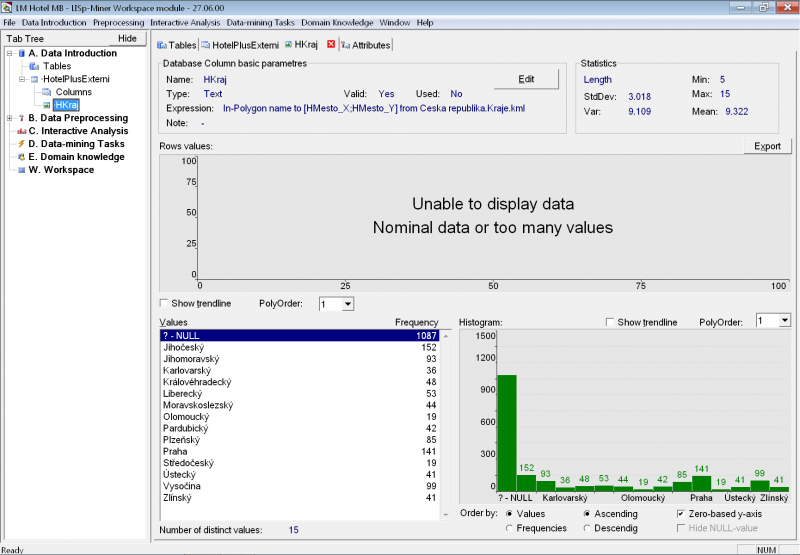 LM Hotel MB - LISp-Miner Workspace module - 27.06.00
File Data Introduction Preprocessing Interactive Analysis Data-mining Tasks Domain Knowledge Window Help
Tab Tree Hide
A. Data Introduction
Tables
HotelPlusExterni
Columns
HKraj
B. Data Preprocessing
C. Interactive Analysis
D. Data-mining Tasks
E. Domain knowledge
W. Workspace
Tables HotelPlusExterni HKraj Attributes
Database Column basic parametres
Name: HKraj Edit
Type: Text Valid: Yes Used: No
Expression: In-Polygon name to [HMesto_X;HMesto_Y] from Ceska republika.Kraje.kml
Note: -
Statistics
Length Min: 5
StdDev: 3.018 Max: 15
Var: 9.109 Mean: 9.322
Rows values: Export
100
75
50
25
0
Unable to display data
Nominal data or too many values
0 25 50 75 100
Show trendline PolyOrder: 1
Values Frequency
? - NULL 1087
Jihočeský 152
Jihomoravský 93
Karlovarský 36
Královéhradecký 48
Liberecký 53
Moravskoslezský 44
Olomoucký 19
Pardubický 42
Plzeňský 85
Praha 141
Středočeský 19
Ústecký 41
Vysočina 99
Zlínský 41
Number of distinct values: 15
Histogram: Show trendline PolyOrder: 1
1500
1200
900
600
300
0
152 93 36 48 53 44 19 42 85 141 19 41 99 41
? - NULL Karlovarský Olomoucký Praha Ústecký Zlínský
Order by: Values Ascending Zero-based y-axis
Frequencies Descendig Hide NULL-value
Ready NUM